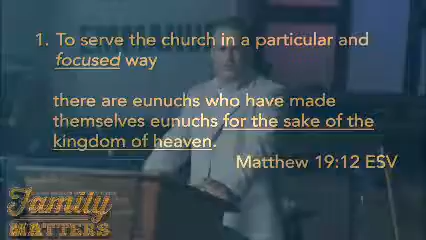 1. To serve the church in a particular and
focused way
there are eunuchs who have made
themselves eunuchs for the sake of the
kingdom of heaven.
Matthew 19:12 ESV
Family
MATTERS